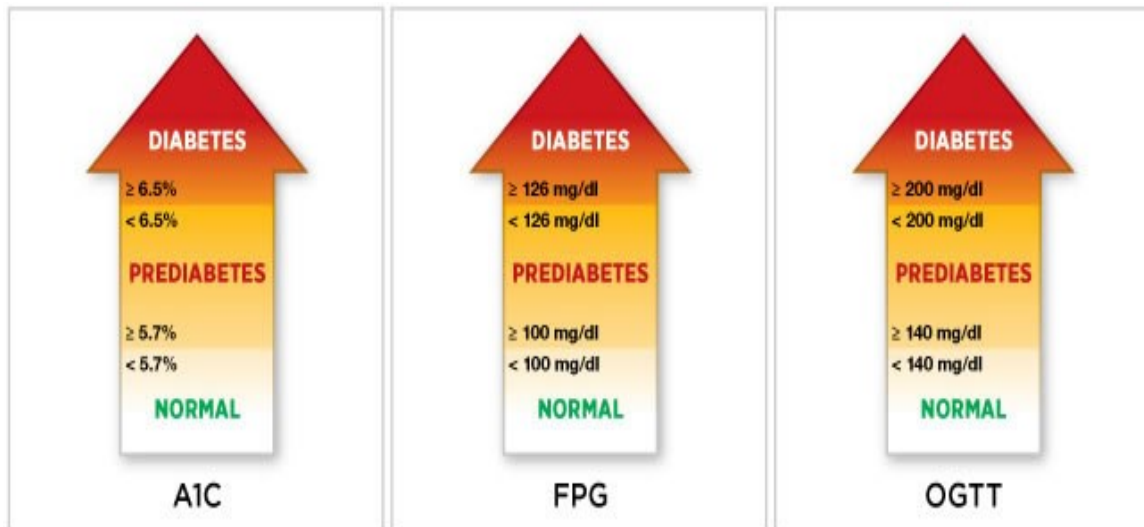 DIABETES
≥ 6.5%
< 6.5%
PREDIABETES
≥ 5.7%
< 5.7%
NORMAL
A1C
DIABETES
≥ 126 mg/dl
< 126 mg/dl
PREDIABETES
≥ 100 mg/dl
< 100 mg/dl
NORMAL
FPG
DIABETES
≥ 200 mg/dl
< 200 mg/dl
PREDIABETES
≥ 140 mg/dl
< 140 mg/dl
NORMAL
OGTT